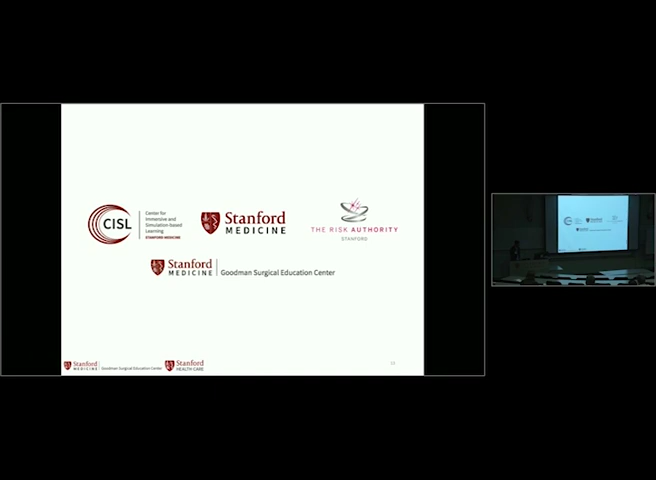 CISL
Center for
Immersive and
Simulation-based
Learning
STANFORD MEDICINE
Stanford
MEDICINE
THE RISK AUTHORITY
STANFORD
Stanford
MEDICINE
Goodman Surgical Education Center
Stanford
MEDICINE
Goodman Surgical Education Center
Stanford
HEALTH CARE